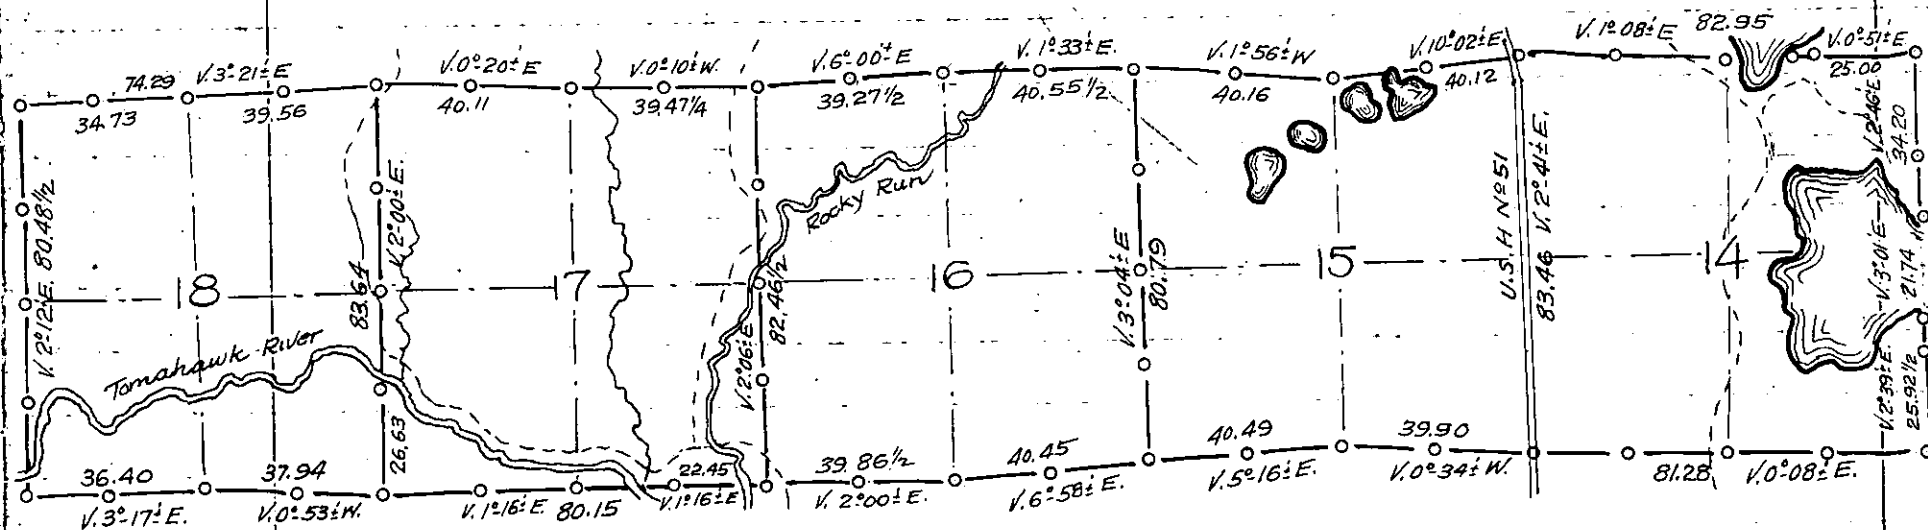 74.29 V.3°-21'±E V.0°20'±E V.0°10'±W. V.6°00'±E V.1°33'±E. V.1°56'±W V.10°02'±E. V.1°08'±E 82.95 V.0°51'±E
34.73 39.56 40.11 39.47¼ 39.27½ 40.55½ 40.16 40.12 25.00
V.2°46'E
34.20
V.2°12'±E. 80.48½
83.64 V.2°00'±E.
Rocky Run
U.S.H Nº 51
83.46 V.2°41'±E.
18 17 16 15 14
82.46½
V.2°06'±E
V.3°04'±E
80.79
V.3°01'E
21.74
Tomahawk River
V.2°39'±E.
25.92½
26.63
36.40 37.94 22.45 39.86½ 40.45 40.49 39.90
V.3°-17'±E. V.0°53'±W. V.1°16'±E. 80.15 V.1°16'±E V.2°00'±E. V.6°58'±E. V.5°16'±E. V.0°34'±W. 81.28 V.0°08'±E.